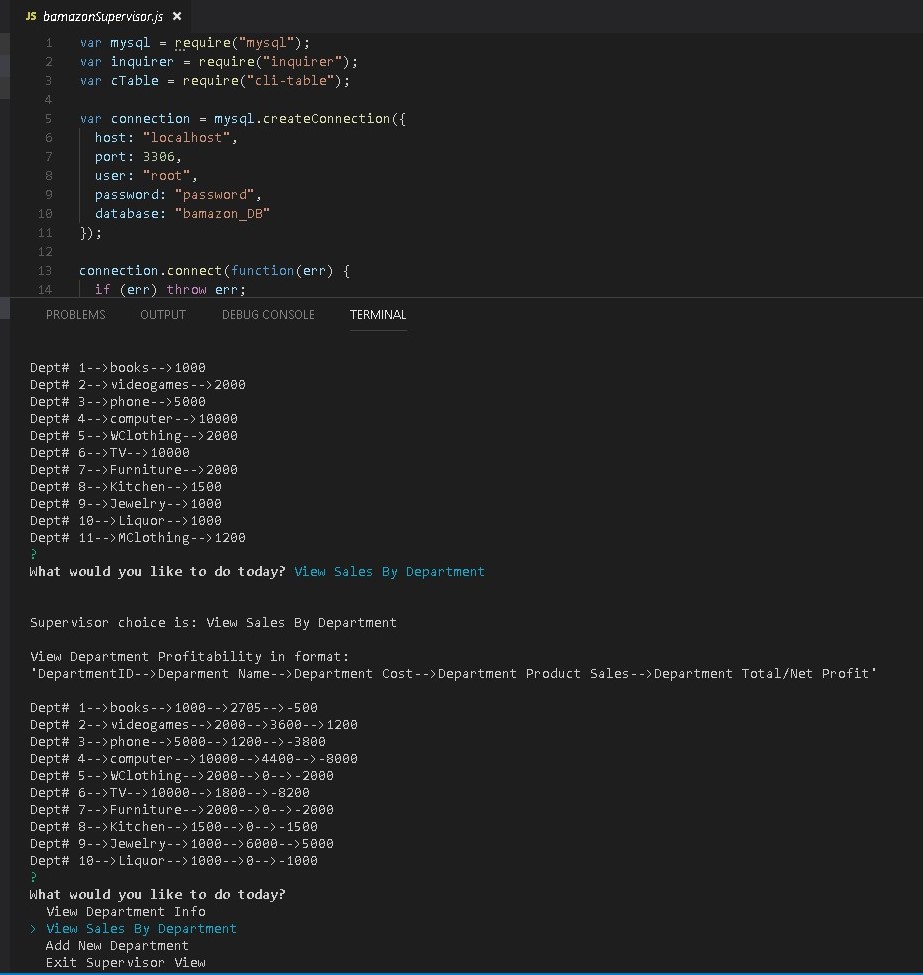 JS bamazonSupervisor.js ×
1 var mysql = require("mysql");
2 var inquirer = require("inquirer");
3 var cTable = require("cli-table");
4
5 var connection = mysql.createConnection({
6 host: "localhost",
7 port: 3306,
8 user: "root",
9 password: "password",
10 database: "bamazon_DB"
11 });
12
13 connection.connect(function(err) {
14 if (err) throw err;
PROBLEMS OUTPUT DEBUG CONSOLE TERMINAL
Dept# 1-->books-->1000
Dept# 2-->videogames-->2000
Dept# 3-->phone-->5000
Dept# 4-->computer-->10000
Dept# 5-->WClothing-->2000
Dept# 6-->TV-->10000
Dept# 7-->Furniture-->2000
Dept# 8-->Kitchen-->1500
Dept# 9-->Jewelry-->1000
Dept# 10-->Liquor-->1000
Dept# 11-->MClothing-->1200
?
What would you like to do today? View Sales By Department
Supervisor choice is: View Sales By Department
View Department Profitability in format:
'DepartmentID-->Deparment Name-->Department Cost-->Department Product Sales-->Department Total/Net Profit'
Dept# 1-->books-->1000-->2705-->-500
Dept# 2-->videogames-->2000-->3600-->1200
Dept# 3-->phone-->5000-->1200-->-3800
Dept# 4-->computer-->10000-->4400-->-8000
Dept# 5-->WClothing-->2000-->0-->-2000
Dept# 6-->TV-->10000-->1800-->-8200
Dept# 7-->Furniture-->2000-->0-->-2000
Dept# 8-->Kitchen-->1500-->0-->-1500
Dept# 9-->Jewelry-->1000-->6000-->5000
Dept# 10-->Liquor-->1000-->0-->-1000
?
What would you like to do today?
View Department Info
> View Sales By Department
Add New Department
Exit Supervisor View